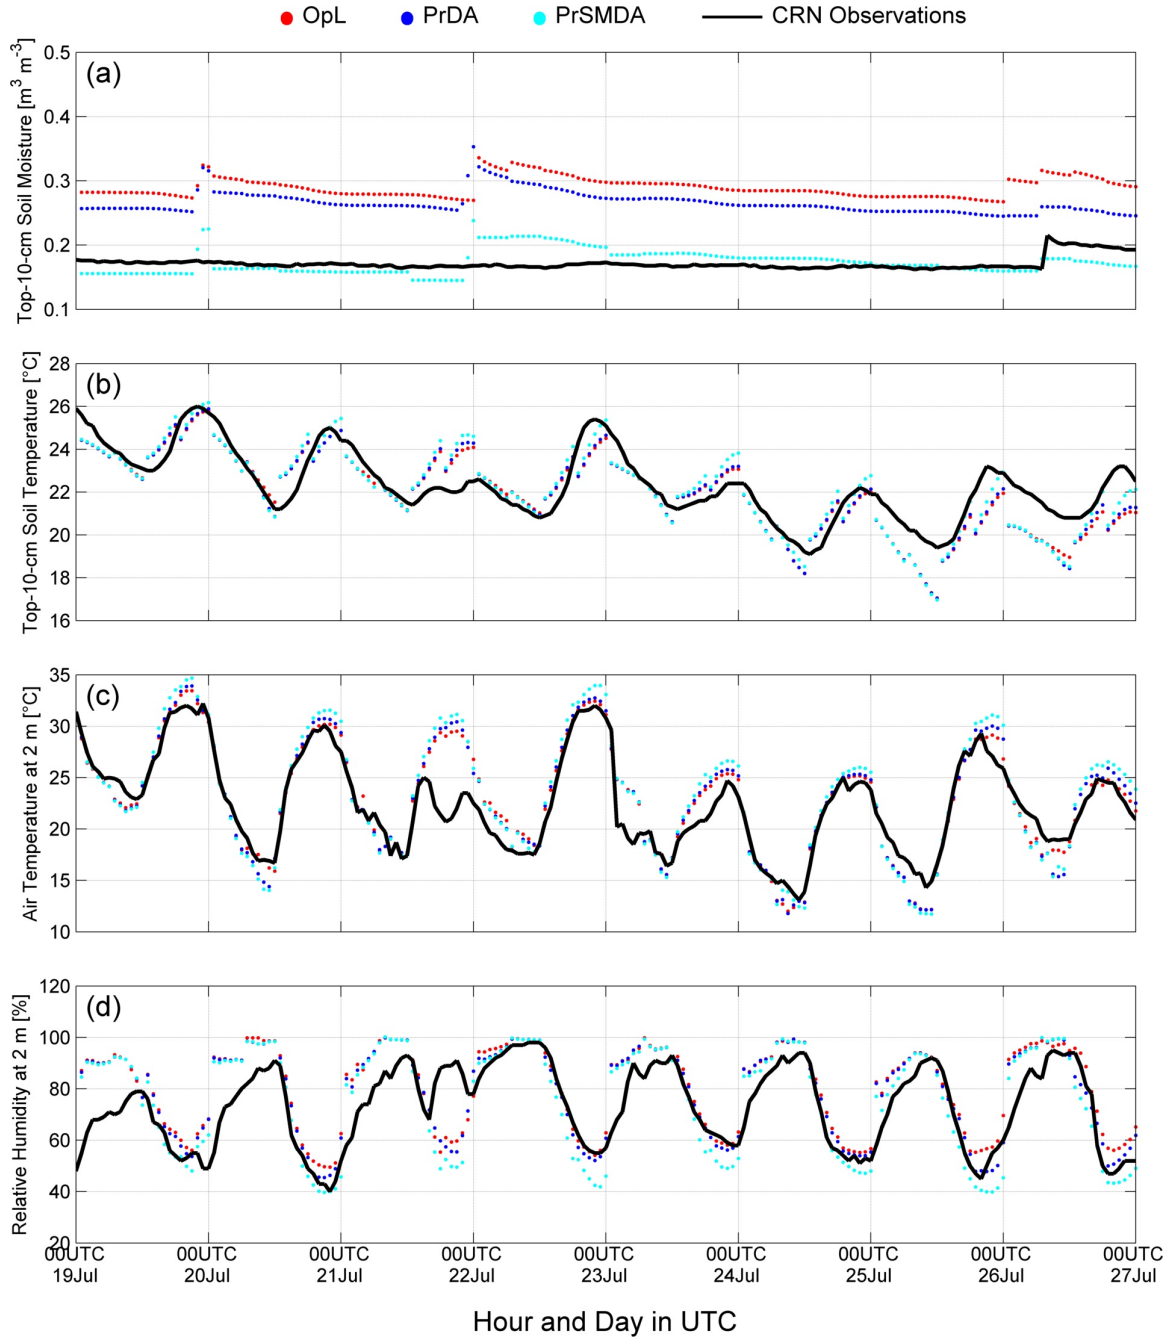 OpL PrDA PrSMDA CRN Observations
(a)
Top-10-cm Soil Moisture [m³ m⁻³]
0.5
0.4
0.3
0.2
0.1
(b)
Top-10-cm Soil Temperature [°C]
28
26
24
22
20
18
16
(c)
Air Temperature at 2 m [°C]
35
30
25
20
15
10
(d)
Relative Humidity at 2 m [%]
120
100
80
60
40
20
00UTC 00UTC 00UTC 00UTC 00UTC 00UTC 00UTC 00UTC 00UTC
19Jul 20Jul 21Jul 22Jul 23Jul 24Jul 25Jul 26Jul 27Jul
Hour and Day in UTC